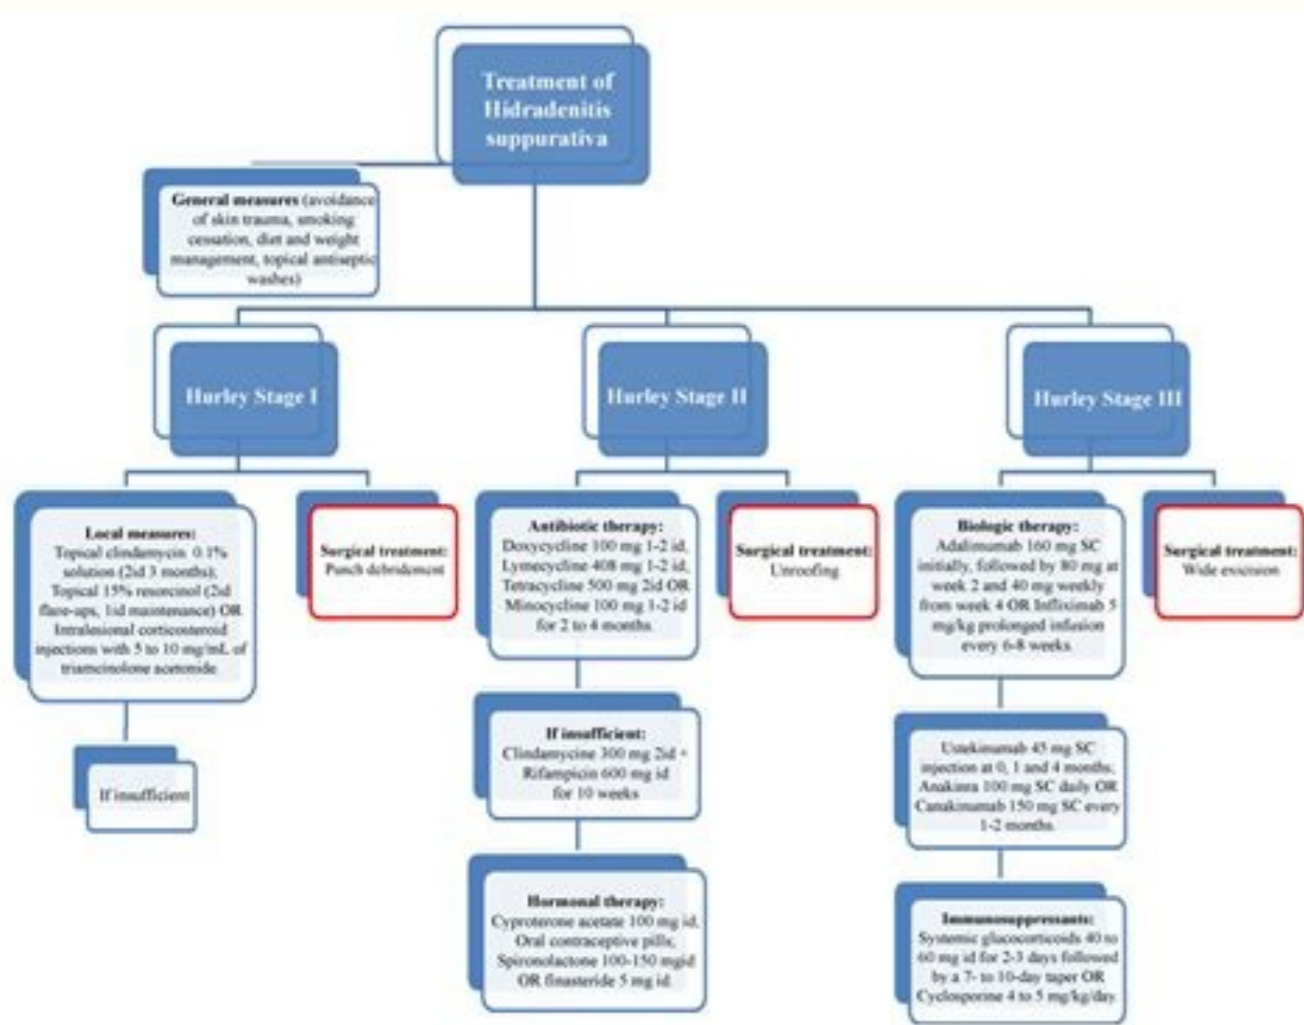 Treatment of
Hidradenitis
suppurativa
General measures (avoidance
of skin trauma, smoking
cessation, diet and weight
management, topical antiseptic
washes)
Hurley Stage I
Hurley Stage II
Hurley Stage III
Local measures:
Topical clindamycin 0.1%
solution (2id 3 months);
Topical 15% resorcinol (2id
flare-ups, 1id maintenance) OR
Intralesional corticosteroid
injections with 5 to 10 mg/mL of
triamcinolone acetonide
Surgical treatment:
Punch debridement
Antibiotic therapy:
Doxycycline 100 mg 1-2 id,
Lymecycline 408 mg 1-2 id,
Tetracycline 500 mg 2id OR
Minocycline 100 mg 1-2 id
for 2 to 4 months
Surgical treatment:
Unroofing
Biologic therapy:
Adalimumab 160 mg SC
initially, followed by 80 mg at
week 2 and 40 mg weekly
from week 4 OR Infliximab 5
mg/kg prolonged infusion
every 6-8 weeks.
Surgical treatment:
Wide exicision
If insufficient
If insufficient:
Clindamycine 300 mg 2id +
Rifampicin 600 mg id
for 10 weeks
Ustekinumab 45 mg SC
injection at 0, 1 and 4 months;
Anakinra 100 mg SC daily OR
Canakinumab 150 mg SC every
1-2 months.
Hormonal therapy:
Cyproterone acetate 100 mg id,
Oral contraceptive pills;
Spironolactone 100-150 mgid
OR finasteride 5 mg id
Immunosuppressants:
Systemic glucocorticoids 40 to
60 mg id for 2-3 days followed
by a 7- to 10-day taper OR
Cyclosporine 4 to 5 mg/kg/day.